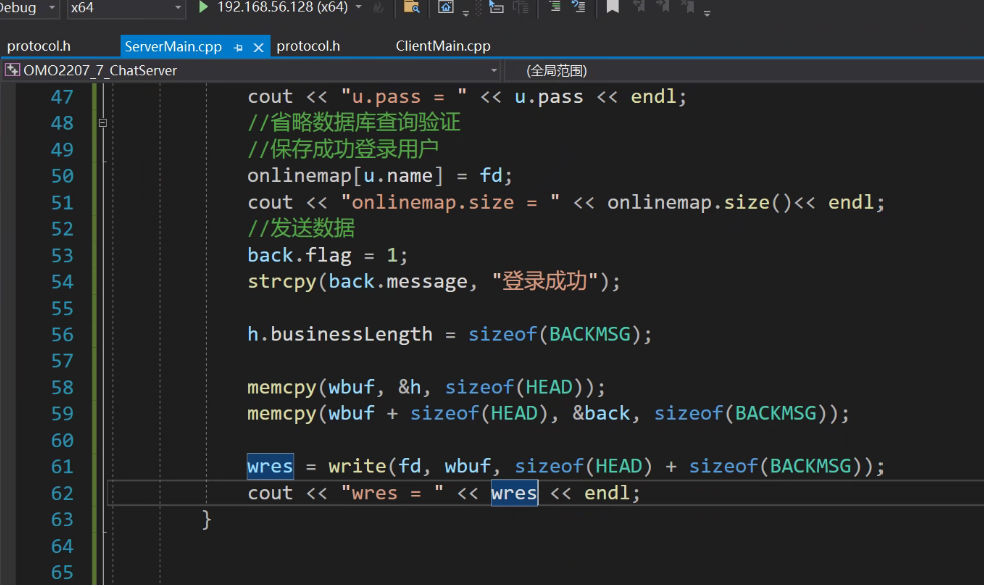 Debug x64 192.168.56.128 (x64)
protocol.h ServerMain.cpp protocol.h ClientMain.cpp
OMO2207_7_ChatServer (全局范围)
47 cout << "u.pass = " << u.pass << endl;
48 //省略数据库查询验证
49 //保存成功登录用户
50 onlinemap[u.name] = fd;
51 cout << "onlinemap.size = " << onlinemap.size()<< endl;
52 //发送数据
53 back.flag = 1;
54 strcpy(back.message, "登录成功");
55
56 h.businessLength = sizeof(BACKMSG);
57
58 memcpy(wbuf, &h, sizeof(HEAD));
59 memcpy(wbuf + sizeof(HEAD), &back, sizeof(BACKMSG));
60
61 wres = write(fd, wbuf, sizeof(HEAD) + sizeof(BACKMSG));
62 cout << "wres = " << wres << endl;
63 }
64
65